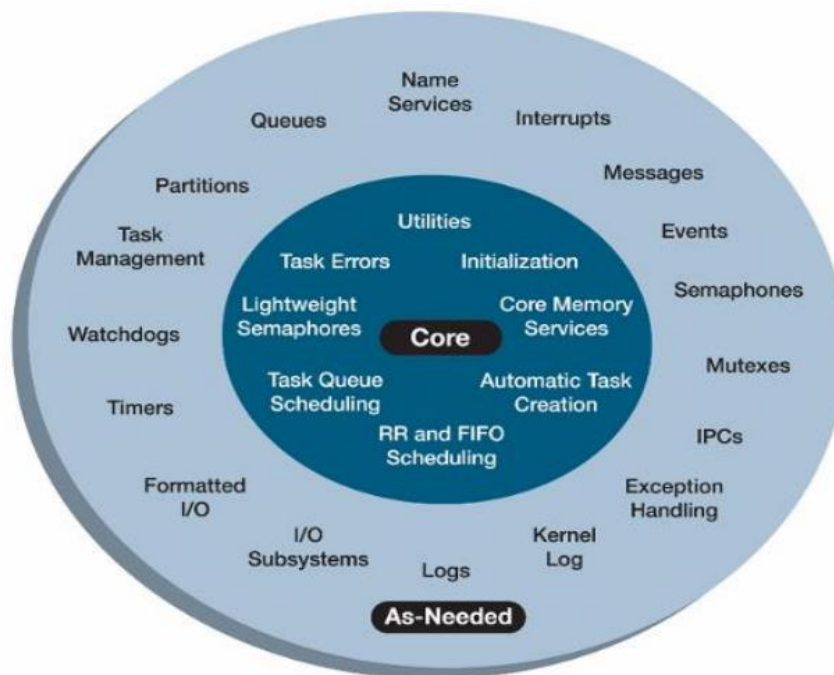 Name
Services
Queues
Interrupts
Partitions
Messages
Task
Management
Events
Utilities
Task Errors
Initialization
Semaphones
Lightweight
Semaphores
Core Memory
Services
Core
Watchdogs
Mutexes
Task Queue
Scheduling
Automatic Task
Creation
Timers
RR and FIFO
Scheduling
IPCs
Formatted
I/O
Exception
Handling
I/O
Subsystems
Kernel
Log
Logs
As-Needed